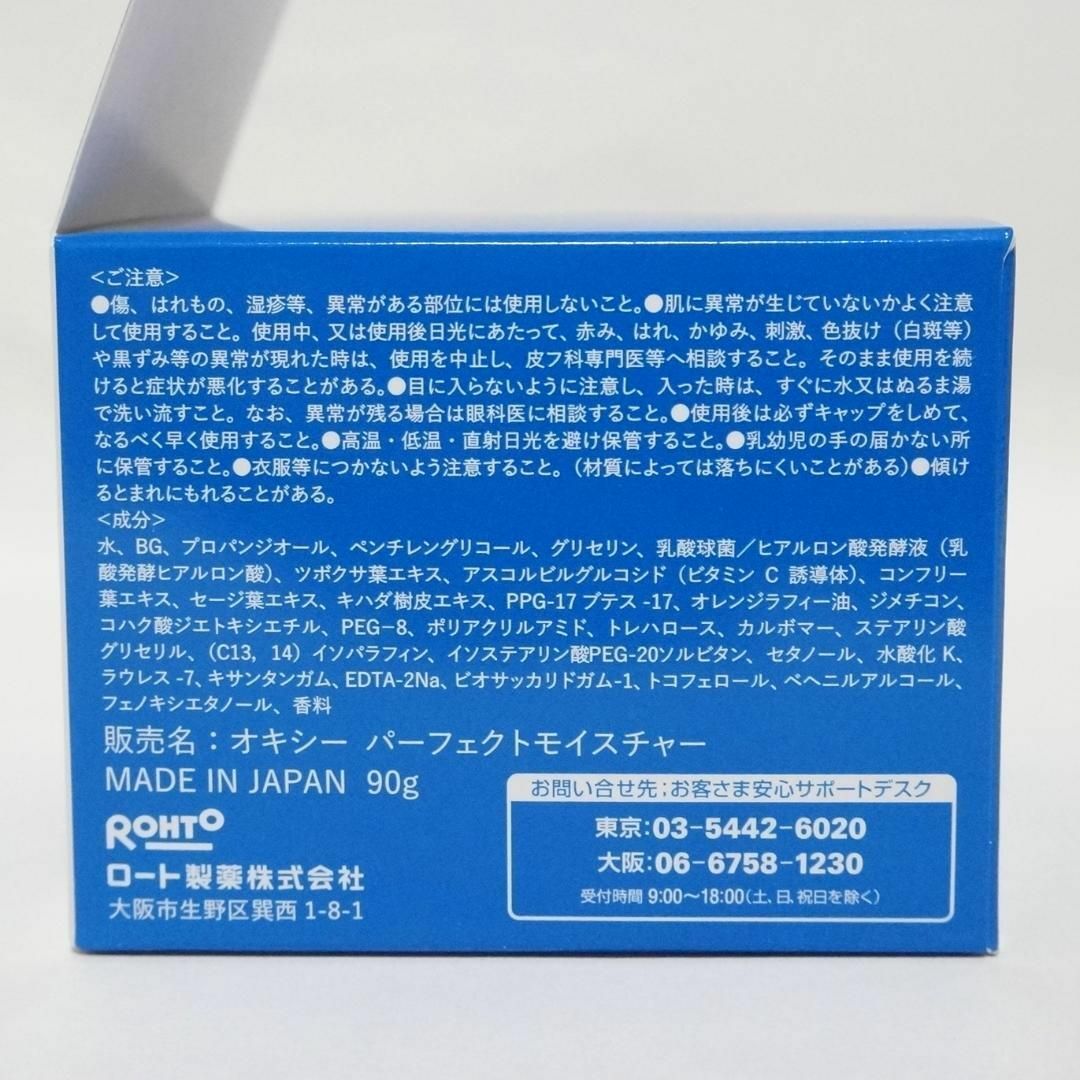 <ご注意>
●傷、はれもの、湿疹等、異常がある部位には使用しないこと。●肌に異常が生じていないかよく注意
して使用すること。使用中、又は使用後日光にあたって、赤み、はれ、かゆみ、刺激、色抜け（白斑等）
や黒ずみ等の異常が現れた時は、使用を中止し、皮フ科専門医等へ相談すること。そのまま使用を続
けると症状が悪化することがある。●目に入らないように注意し、入った時は、すぐに水又はぬるま湯
で洗い流すこと。なお、異常が残る場合は眼科医に相談すること。●使用後は必ずキャップをしめて、
なるべく早く使用すること。●高温・低温・直射日光を避け保管すること。●乳幼児の手の届かない所
に保管すること。●衣服等につかないよう注意すること。（材質によっては落ちにくいことがある）●傾け
るとまれにもれることがある。
<成分>
水、BG、プロパンジオール、ペンチレングリコール、グリセリン、乳酸球菌／ヒアルロン酸発酵液（乳
酸発酵ヒアルロン酸）、ツボクサ葉エキス、アスコルビルグルコシド（ビタミン C 誘導体）、コンフリー
葉エキス、セージ葉エキス、キハダ樹皮エキス、PPG-17 ブテス -17、オレンジラフィー油、ジメチコン、
コハク酸ジエトキシエチル、PEG-8、ポリアクリルアミド、トレハロース、カルボマー、ステアリン酸
グリセリル、（C13，14）イソパラフィン、イソステアリン酸PEG-20ソルビタン、セタノール、水酸化 K、
ラウレス -7、キサンタンガム、EDTA-2Na、ビオサッカリドガム-1、トコフェロール、ベヘニルアルコール、
フェノキシエタノール、香料
販売名：オキシー パーフェクトモイスチャー
MADE IN JAPAN 90g
お問い合せ先：お客さま安心サポートデスク
東京：03-5442-6020
大阪：06-6758-1230
受付時間 9:00～18:00（土、日、祝日を除く）
ROHTO
ロート製薬株式会社
大阪市生野区巽西 1-8-1